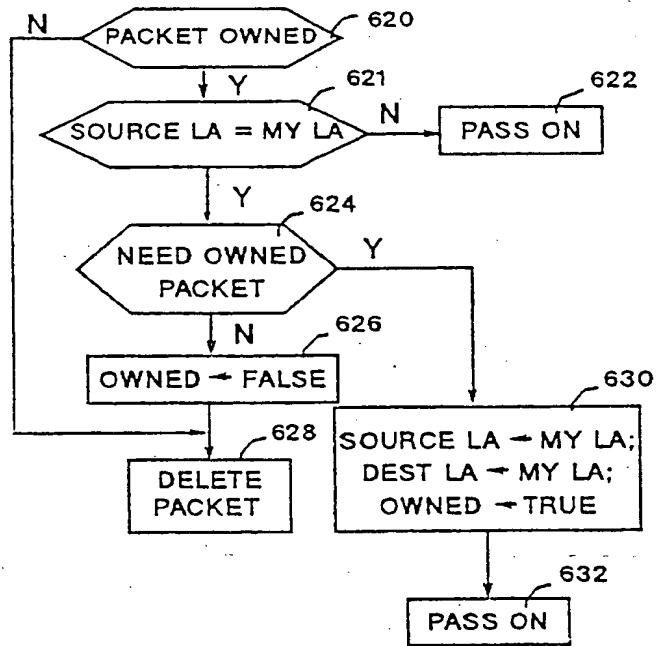 N
PACKET OWNED
620
Y
621
SOURCE LA = MY LA
N
622
PASS ON
Y
624
NEED OWNED
PACKET
Y
N
626
OWNED ← FALSE
630
SOURCE LA ← MY LA;
DEST LA ← MY LA;
OWNED ← TRUE
628
DELETE
PACKET
632
PASS ON